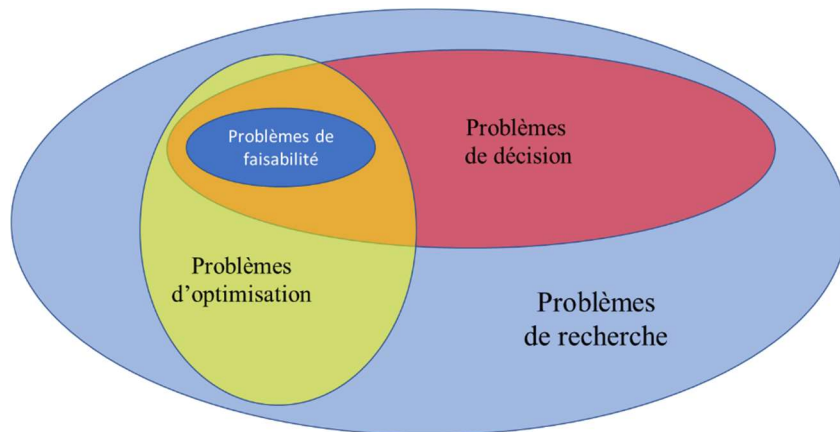 Problèmes de
faisabilité
Problèmes
de décision
Problèmes
d’optimisation
Problèmes
de recherche